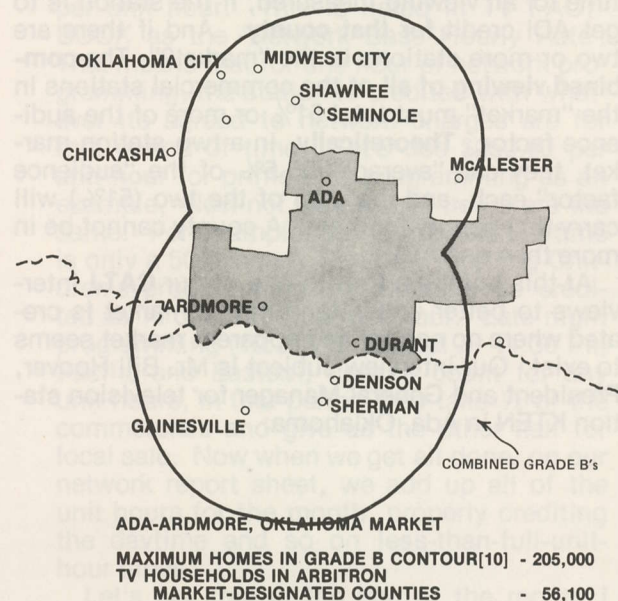 OKLAHOMA CITY
MIDWEST CITY
SHAWNEE
SEMINOLE
CHICKASHA
McALESTER
ADA
ARDMORE
DURANT
DENISON
SHERMAN
GAINESVILLE
COMBINED GRADE B's
ADA-ARDMORE, OKLAHOMA MARKET
MAXIMUM HOMES IN GRADE B CONTOUR[10] - 205,000
TV HOUSEHOLDS IN ARBITRON
MARKET-DESIGNATED COUNTIES - 56,100